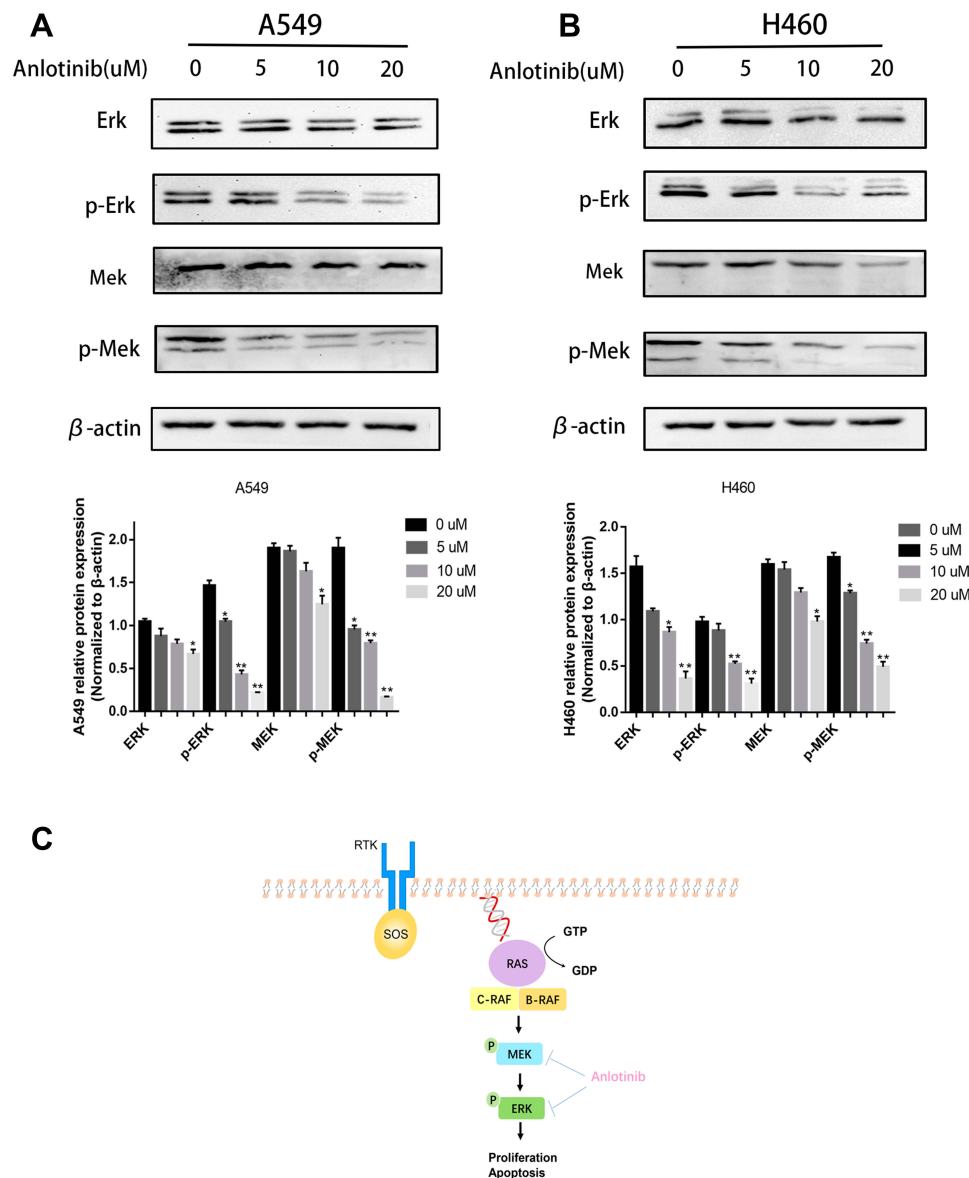 A
A549
Anlotinib(uM) 0 5 10 20
Erk
p-Erk
Mek
p-Mek
β-actin
A549
A549 relative protein expression
(Normalized to β-actin)
2.0
1.5
1.0
0.5
0.0
0 uM
5 uM
10 uM
20 uM
*
*
**
**
*
*
**
**
ERK p-ERK MEK p-MEK
B
H460
Anlotinib(uM) 0 5 10 20
Erk
p-Erk
Mek
p-Mek
β-actin
H460
H460 relative protein expression
(Normalized to β-actin)
2.0
1.5
1.0
0.5
0.0
0 uM
5 uM
10 uM
20 uM
*
**
**
**
*
*
**
**
ERK p-ERK MEK p-MEK
C
RTK
SOS
GTP
RAS
GDP
C-RAF B-RAF
P
MEK
Anlotinib
P
ERK
Proliferation
Apoptosis